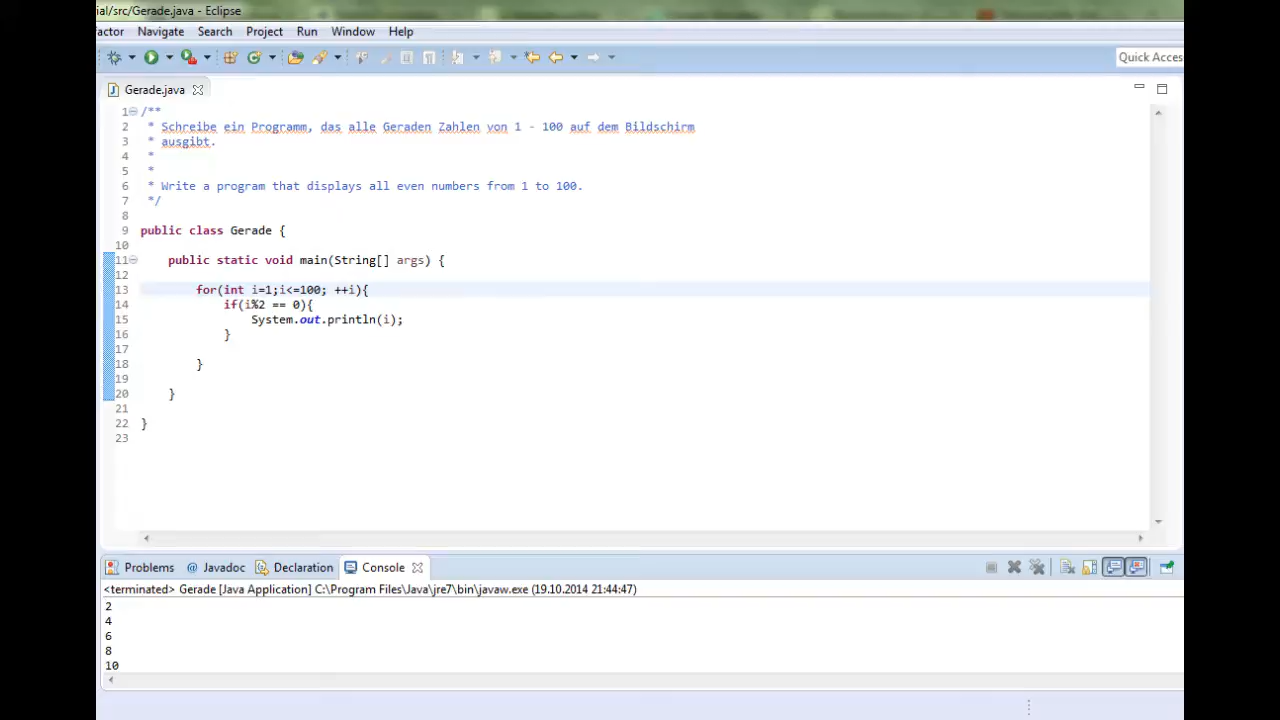 ial/src/Gerade.java - Eclipse
factor Navigate Search Project Run Window Help
Quick Acces
Gerade.java
1 /**
2 * Schreibe ein Programm, das alle Geraden Zahlen von 1 - 100 auf dem Bildschirm
3 * ausgibt.
4 *
5 *
6 * Write a program that displays all even numbers from 1 to 100.
7 */
8
9 public class Gerade {
10
11 public static void main(String[] args) {
12
13 for(int i=1;i<=100; ++i){
14 if(i%2 == 0){
15 System.out.println(i);
16 }
17
18 }
19
20 }
21
22 }
23
Problems @ Javadoc Declaration Console
<terminated> Gerade [Java Application] C:\Program Files\Java\jre7\bin\javaw.exe (19.10.2014 21:44:47)
2
4
6
8
10